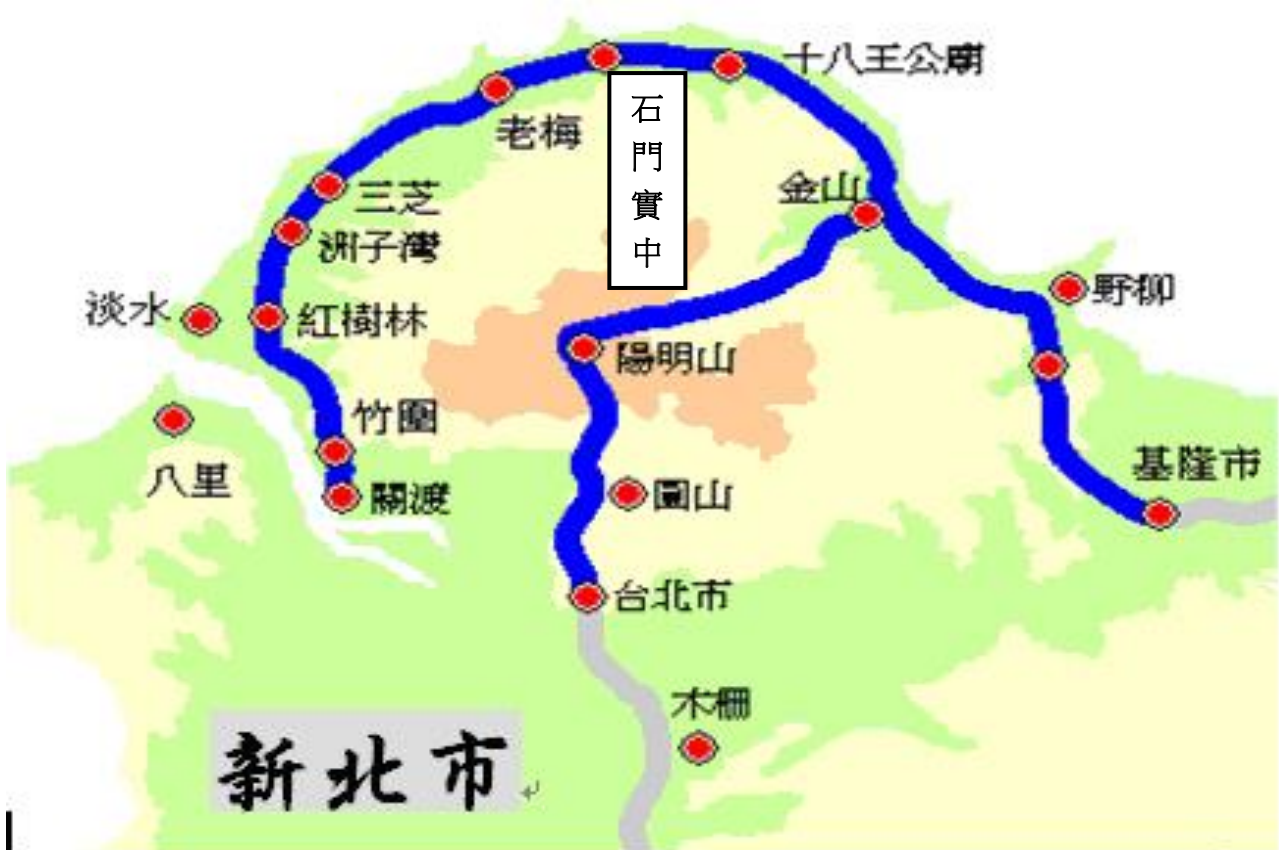 十八王公廟
石門實中
老梅
三芝
金山
洲子灣
野柳
淡水
紅樹林
陽明山
竹圍
基隆市
八里
關渡
圓山
台北市
木柵
新北市